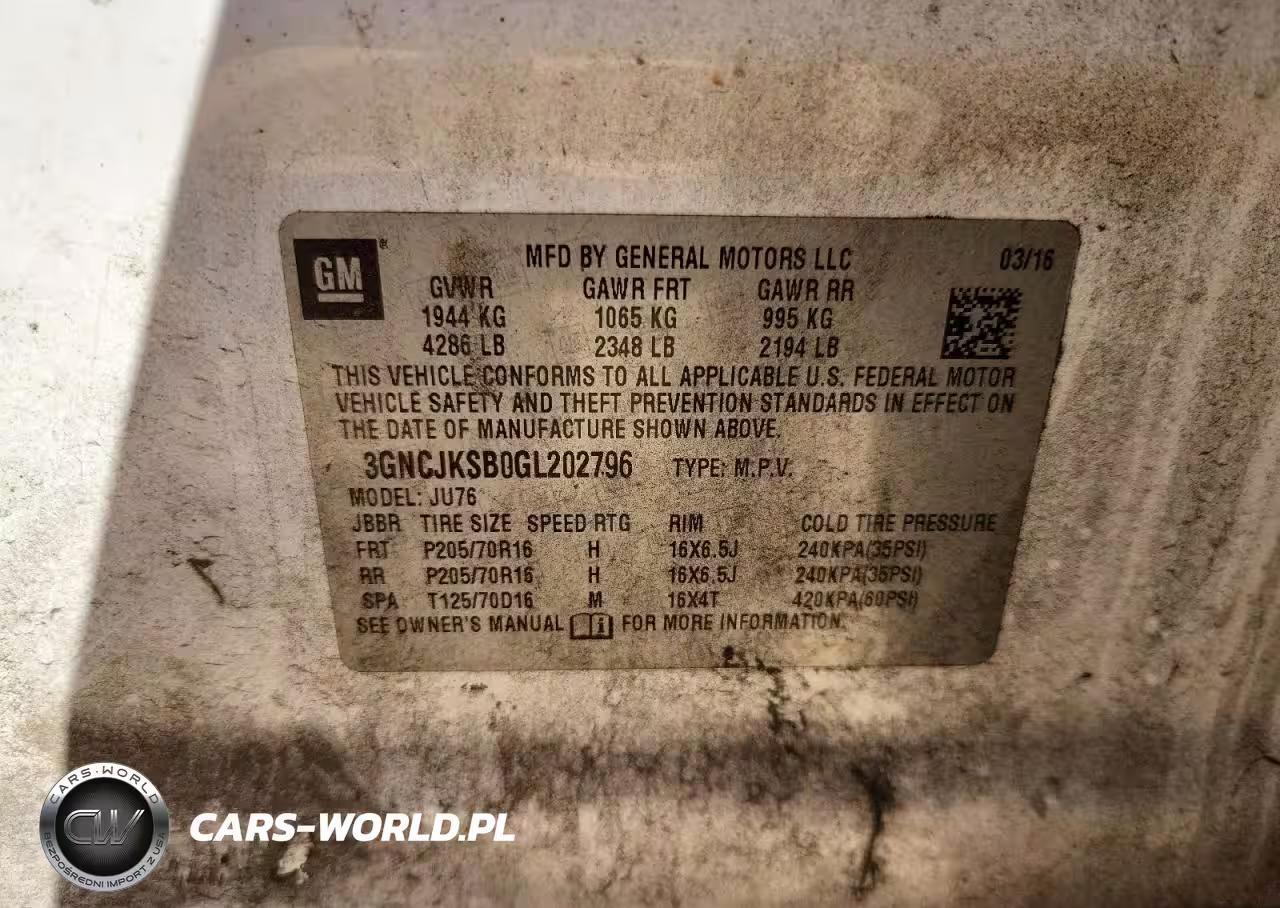 GM
MFD BY GENERAL MOTORS LLC 03/16
GVWR GAWR FRT GAWR RR
1944 KG 1065 KG 995 KG
4286 LB 2348 LB 2194 LB
THIS VEHICLE CONFORMS TO ALL APPLICABLE U.S. FEDERAL MOTOR
VEHICLE SAFETY AND THEFT PREVENTION STANDARDS IN EFFECT ON
THE DATE OF MANUFACTURE SHOWN ABOVE.
3GNCJKSB0GL202796 TYPE: M.P.V.
MODEL: JU76
JBBR TIRE SIZE SPEED RTG RIM COLD TIRE PRESSURE
FRT P205/70R16 H 16X6.5J 240KPA(35PSI)
RR P205/70R16 H 16X6.5J 240KPA(35PSI)
SPA T125/70D16 M 16X4T 420KPA(60PSI)
SEE OWNER'S MANUAL FOR MORE INFORMATION.
CARS-WORLD
CW
BEZPOŚREDNI IMPORT Z USA
CARS-WORLD.PL